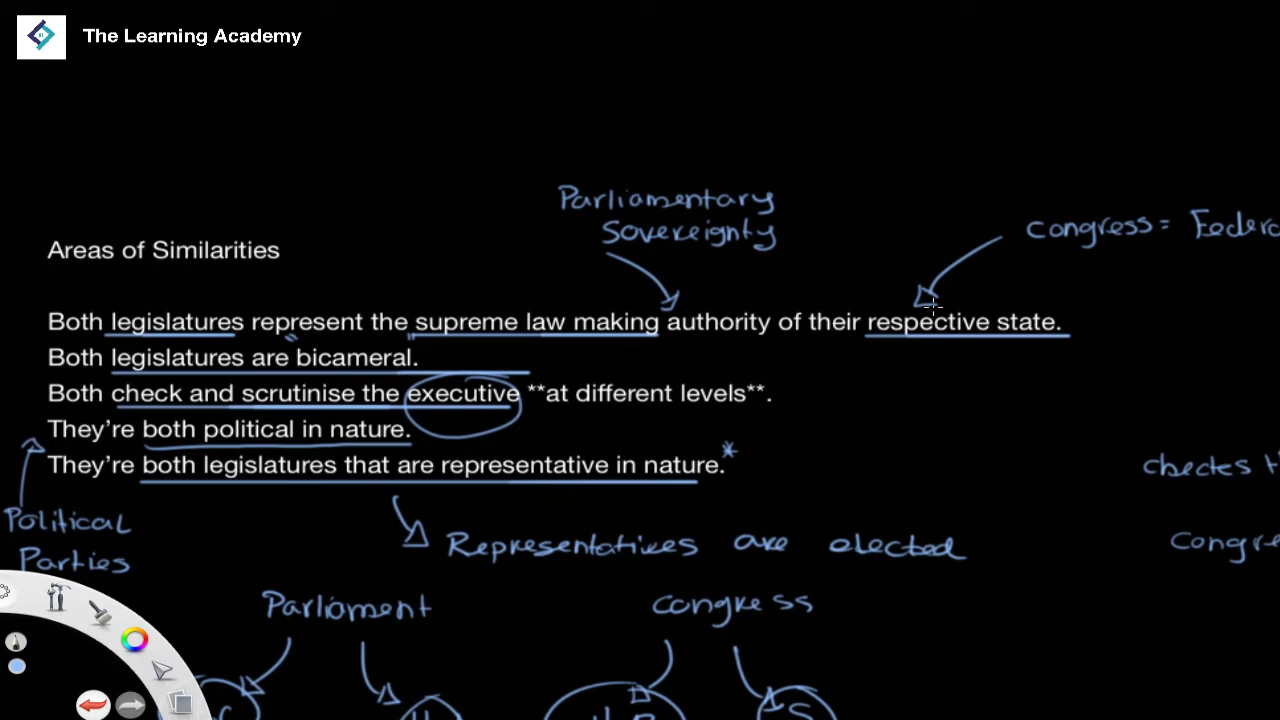 The Learning Academy
Parliamentary
Sovereignty
Congress = Federa
Areas of Similarities
Both legislatures represent the supreme law making authority of their respective state.
Both legislatures are bicameral.
Both check and scrutinise the executive **at different levels**.
They're both political in nature.
They're both legislatures that are representative in nature.*
Political
Parties
Representatives are elected
Parliament
Congress